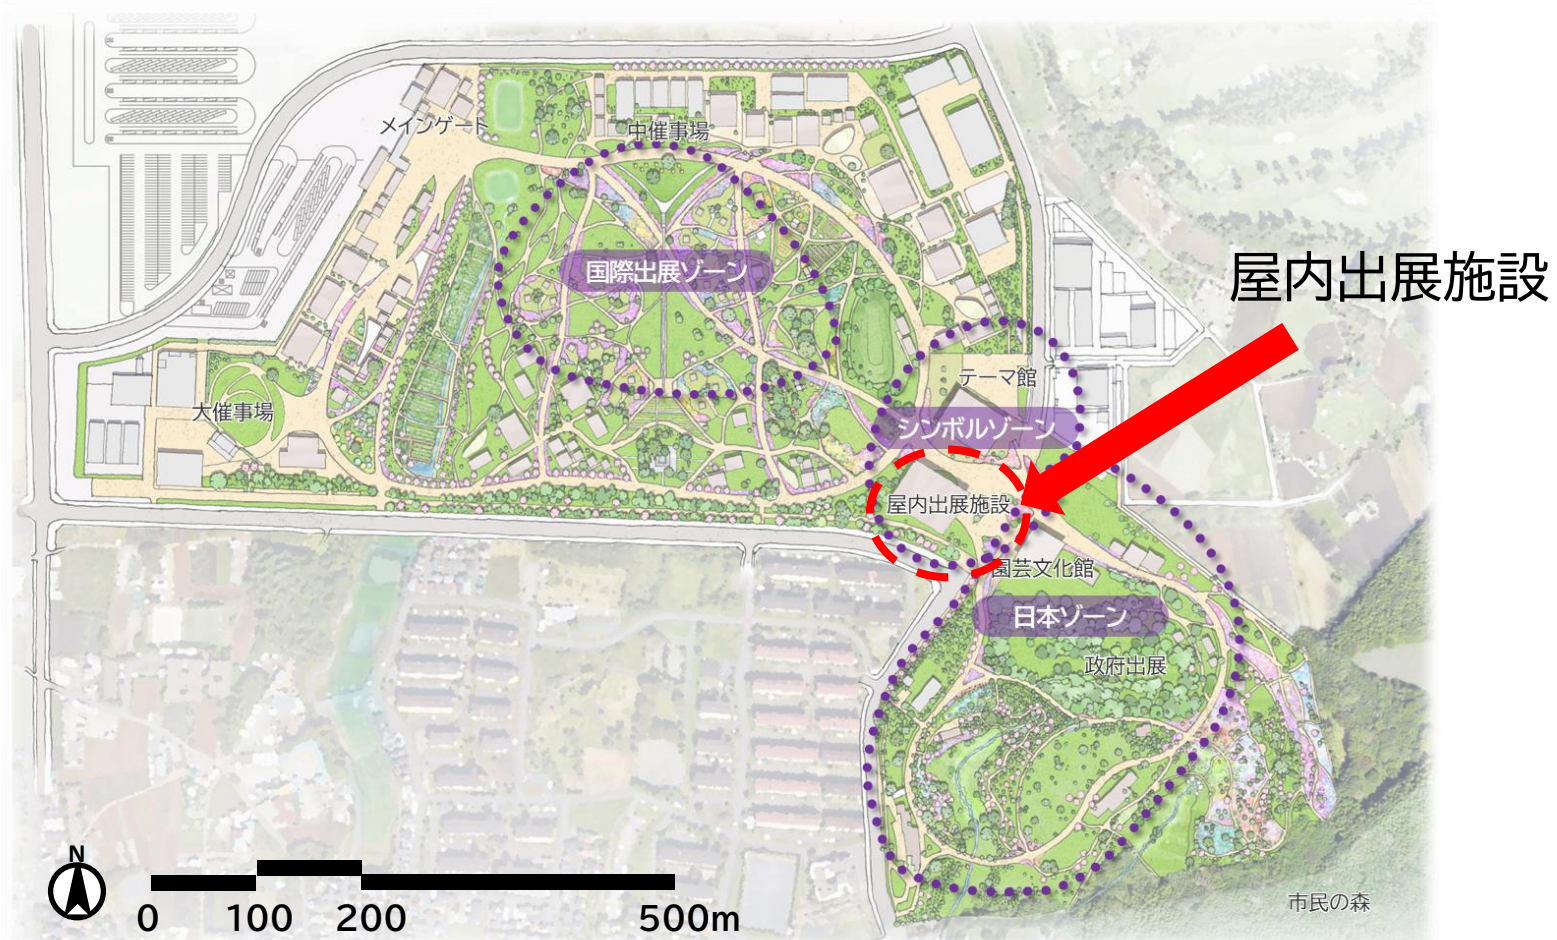 メインゲート
中催事場
国際出展ゾーン
屋内出展施設
テーマ館
大催事場
シンボルゾーン
屋内出展施設
園芸文化館
日本ゾーン
政府出展
市民の森
N
0 100 200 500m